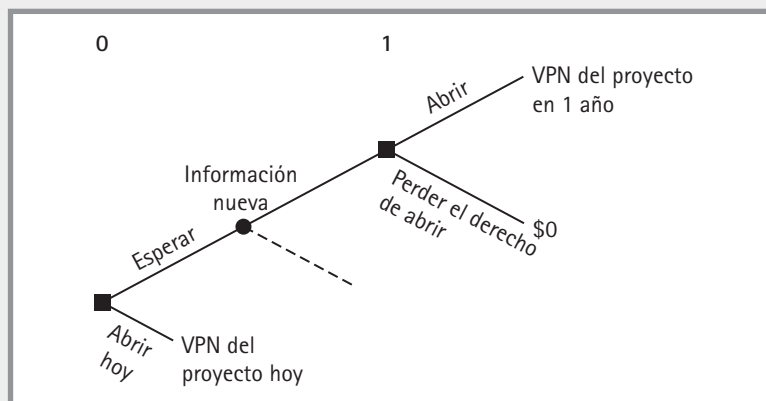 0
1
Abrir
VPN del proyecto
en 1 año
Información
nueva
Perder el derecho
de abrir
$0
Esperar
Abrir
hoy
VPN del
proyecto hoy